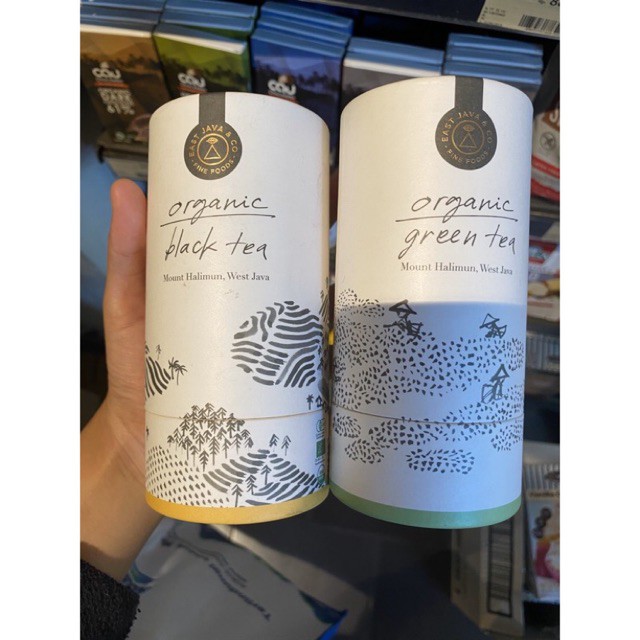 EAST JAVA & CO
FINE FOODS
organic
black tea
Mount Halimun, West Java
EAST JAVA & CO
FINE FOODS
organic
green tea
Mount Halimun, West Java